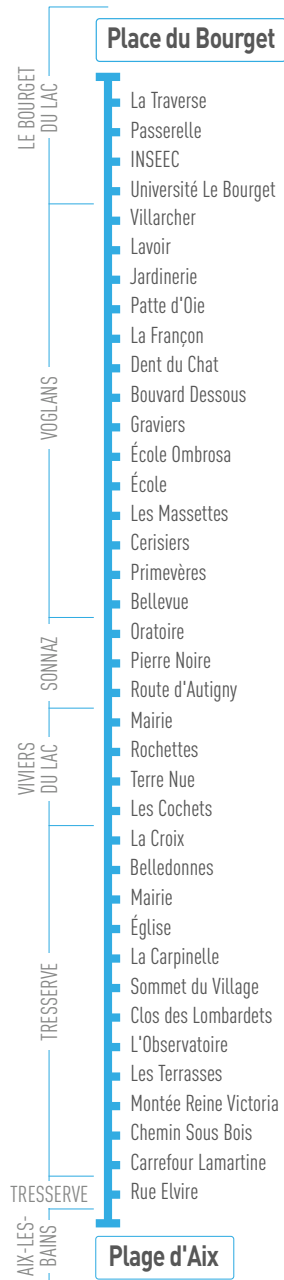 Place du Bourget
LE BOURGET
DU LAC
La Traverse
Passerelle
INSEEC
Université Le Bourget
VOGLANS
Villarcher
Lavoir
Jardinerie
Patte d'Oie
La Françon
Dent du Chat
Bouvard Dessous
Graviers
École Ombrosa
École
Les Massettes
Cerisiers
Primevères
Bellevue
SONNAZ
Oratoire
Pierre Noire
Route d'Autigny
VIVIERS
DU LAC
Mairie
Rochettes
Terre Nue
Les Cochets
TRESSERVE
La Croix
Belledonnes
Mairie
Église
La Carpinelle
Sommet du Village
Clos des Lombardets
L'Observatoire
Les Terrasses
Montée Reine Victoria
Chemin Sous Bois
Carrefour Lamartine
TRESSERVE
Rue Elvire
AIX-LES-
BAINS
Plage d'Aix